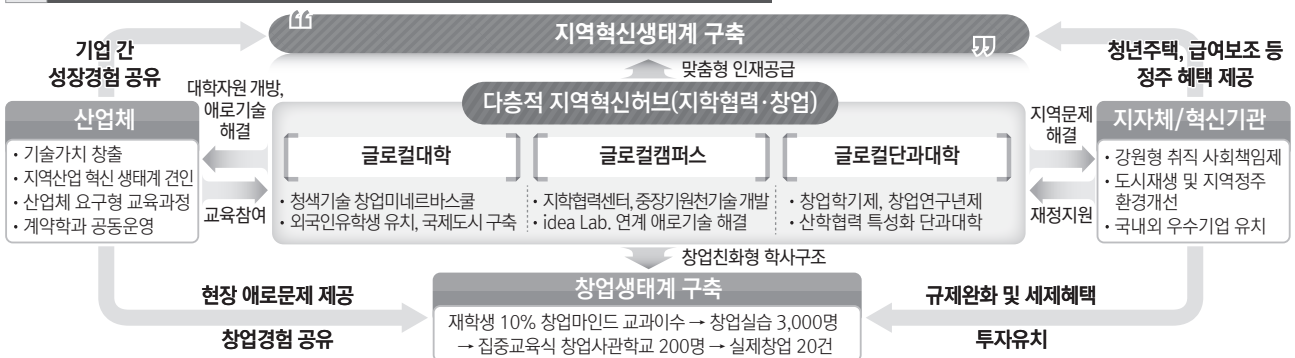 “ 지역혁신생태계 구축 ”
기업 간
성장경험 공유
청년주택, 급여보조 등
정주 혜택 제공
맞춤형 인재공급
다층적 지역혁신허브(지학협력·창업)
대학자원 개방,
애로기술
해결
교육참여
산업체
• 기술가치 창출
• 지역산업 혁신 생태계 견인
• 산업체 요구형 교육과정
• 계약학과 공동운영
글로컬대학
• 청색기술 창업미네르바스쿨
• 외국인유학생 유치, 국제도시 구축
글로컬캠퍼스
• 지학협력센터, 중장기원천기술 개발
• idea Lab. 연계 애로기술 해결
글로컬단과대학
• 창업학기제, 창업연구년제
• 산학협력 특성화 단과대학
지역문제
해결
재정지원
지자체/혁신기관
• 강원형 취직 사회책임제
• 도시재생 및 지역정주
환경개선
• 국내외 우수기업 유치
창업친화형 학사구조
현장 애로문제 제공
창업경험 공유
창업생태계 구축
재학생 10% 창업마인드 교과이수 → 창업실습 3,000명
→ 집중교육식 창업사관학교 200명 → 실제창업 20건
규제완화 및 세제혜택
투자유치